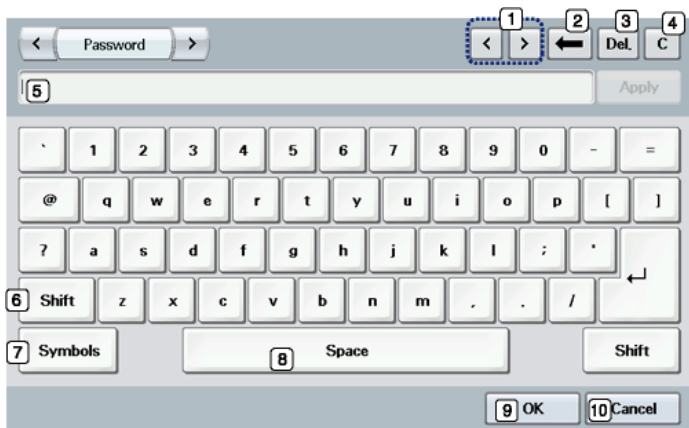 1 2 3 4
< Password > < > ← Del. C
5 Apply
` 1 2 3 4 5 6 7 8 9 0 - =
@ q w e r t y u i o p [ ]
? a s d f g h j k l ; ' ↵
6 Shift z x c v b n m , . /
7 Symbols 8 Space Shift
9 OK 10 Cancel